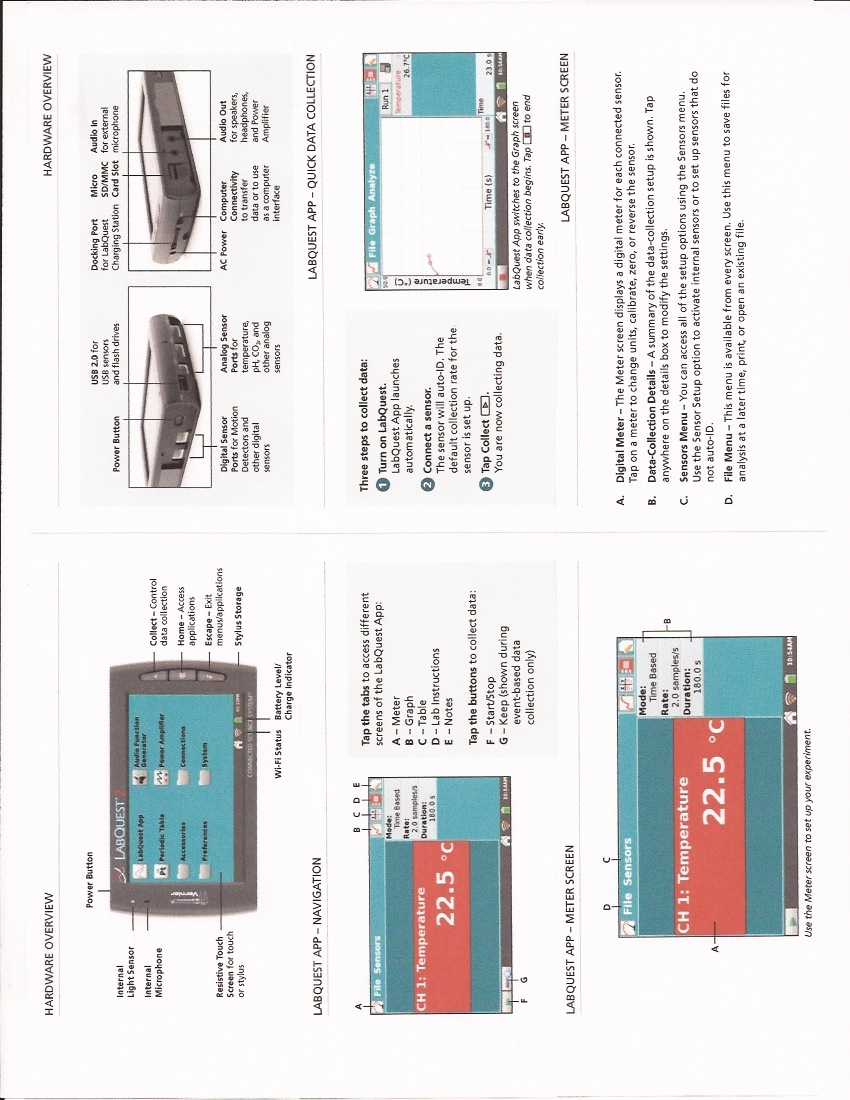 HARDWARE OVERVIEW
Power Button
Internal
Light Sensor
Internal
Microphone
Resistive Touch
Screen for touch
or stylus
Vernier
LABQUEST 2
LabQuest App
Audio Function
Generator
Periodic Table
Power Amplifier
Accessories
Connections
Preferences
System
Collect – Control
data collection
Home – Access
applications
Escape – Exit
menus/applications
Stylus Storage
Wi-Fi Status
Battery Level/
Charge Indicator
HARDWARE OVERVIEW
Power Button
USB 2.0 for
USB sensors
and flash drives
Digital Sensor
Ports for Motion
Detectors and
other digital
sensors
Analog Sensor
Ports for
temperature,
pH, CO₂, and
other analog
sensors
Docking Port
for LabQuest
Charging Station
Micro
SD/MMC
Card Slot
Audio In
for external
microphone
AC Power
Computer
Connectivity
to transfer
data or to use
as a computer
interface
Audio Out
for speakers,
headphones,
and Power
Amplifier
LABQUEST APP – NAVIGATION
A
B C D E
File Sensors
CH 1: Temperature
22.5 °C
Mode:
Time Based
Rate:
2.0 samples/s
Duration:
180.0 s
10:54AM
F G
Tap the tabs to access different
screens of the LabQuest App:
A – Meter
B – Graph
C – Table
D – Lab Instructions
E – Notes
Tap the buttons to collect data:
F – Start/Stop
G – Keep (shown during
event-based data
collection only)
LABQUEST APP – QUICK DATA COLLECTION
Three steps to collect data:
1 Turn on LabQuest.
LabQuest App launches
automatically.
2 Connect a sensor.
The sensor will auto-ID. The
default collection rate for the
sensor is set up.
3 Tap Collect.
You are now collecting data.
File Graph Analyze
Run 1
Temperature
26.7°C
Time
23.0 s
50.0
Temperature (°C)
0.0
0.0
Time (s)
180.0
10:56AM
LabQuest App switches to the Graph screen
when data collection begins. Tap to end
collection early.
LABQUEST APP – METER SCREEN
D C
File Sensors
A
CH 1: Temperature
22.5 °C
Mode:
Time Based
Rate:
2.0 samples/s
Duration:
180.0 s
B
10:54AM
Use the Meter screen to set up your experiment.
LABQUEST APP – METER SCREEN
A. Digital Meter – The Meter screen displays a digital meter for each connected sensor.
Tap on a meter to change units, calibrate, zero, or reverse the sensor.
B. Data-Collection Details – A summary of the data-collection setup is shown. Tap
anywhere on the details box to modify the settings.
C. Sensors Menu – You can access all of the setup options using the Sensors menu.
Use the Sensor Setup option to activate internal sensors or to set up sensors that do
not auto-ID.
D. File Menu – This menu is available from every screen. Use this menu to save files for
analysis at a later time, print, or open an existing file.